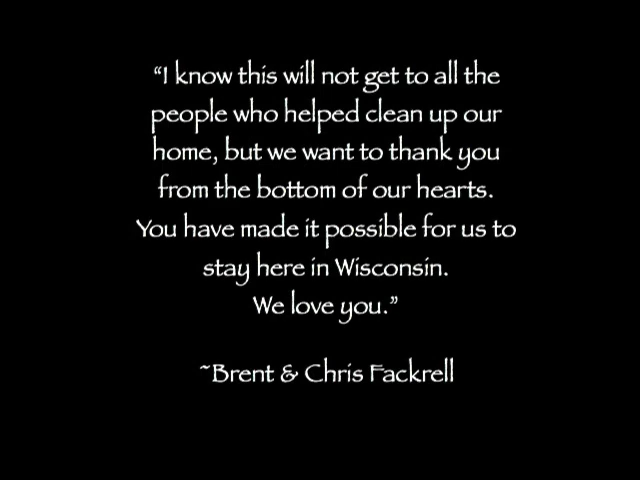 “I know this will not get to all the
people who helped clean up our
home, but we want to thank you
from the bottom of our hearts.
You have made it possible for us to
stay here in Wisconsin.
We love you.”
~Brent & Chris Fackrell